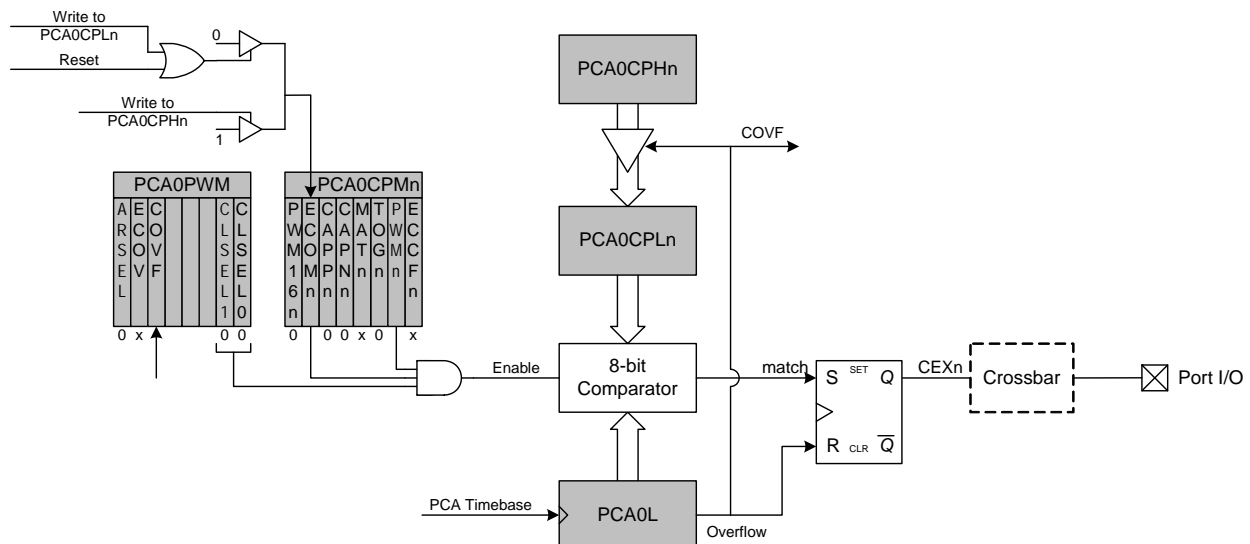 Write to
PCA0CPLn
Reset
0
Write to
PCA0CPHn
1
PCA0CPHn
COVF
PCA0PWM
ARSEL
ECOV
COVF
CLSEL1
CLSEL0
0 x 0 0
PCA0CPMn
PWM16n
ECOMn
CAPPn
CAPNn
MATn
TOGn
PWMn
ECCFn
0 0 0 x 0 x
PCA0CPLn
Enable
8-bit
Comparator
match
S SET Q
R CLR Q
CEXn
Crossbar
Port I/O
PCA Timebase
PCA0L
Overflow